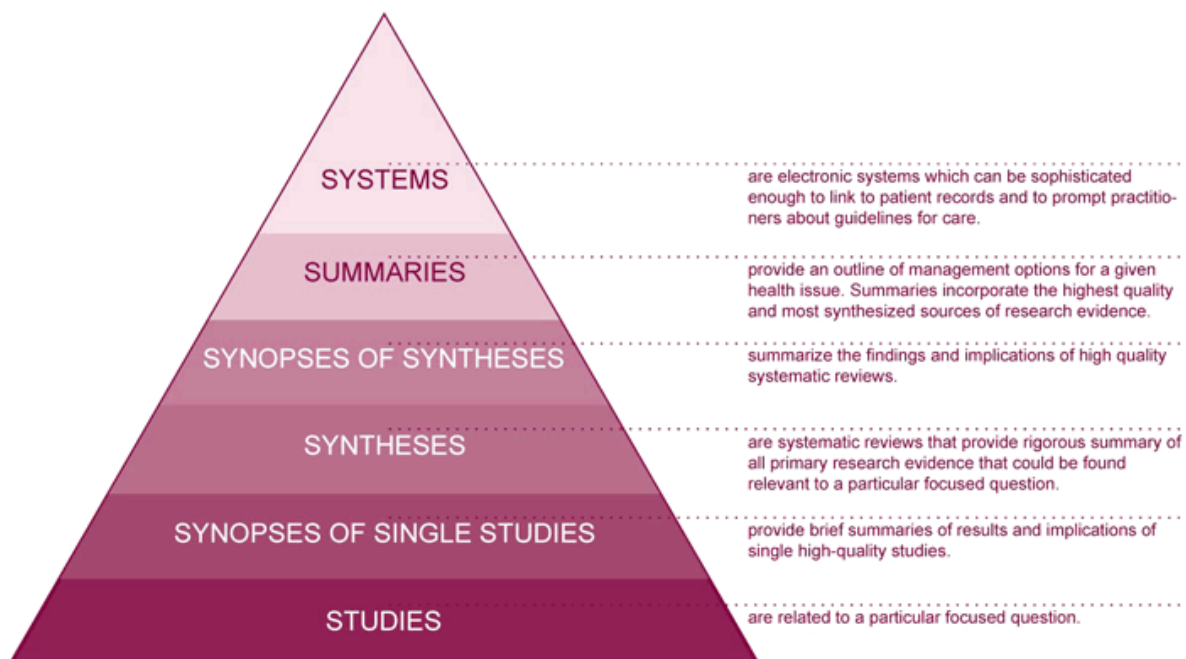 SYSTEMS
are electronic systems which can be sophisticated
enough to link to patient records and to prompt practitio-
ners about guidelines for care.
SUMMARIES
provide an outline of management options for a given
health issue. Summaries incorporate the highest quality
and most synthesized sources of research evidence.
SYNOPSES OF SYNTHESES
summarize the findings and implications of high quality
systematic reviews.
SYNTHESES
are systematic reviews that provide rigorous summary of
all primary research evidence that could be found
relevant to a particular focused question.
SYNOPSES OF SINGLE STUDIES
provide brief summaries of results and implications of
single high-quality studies.
STUDIES
are related to a particular focused question.